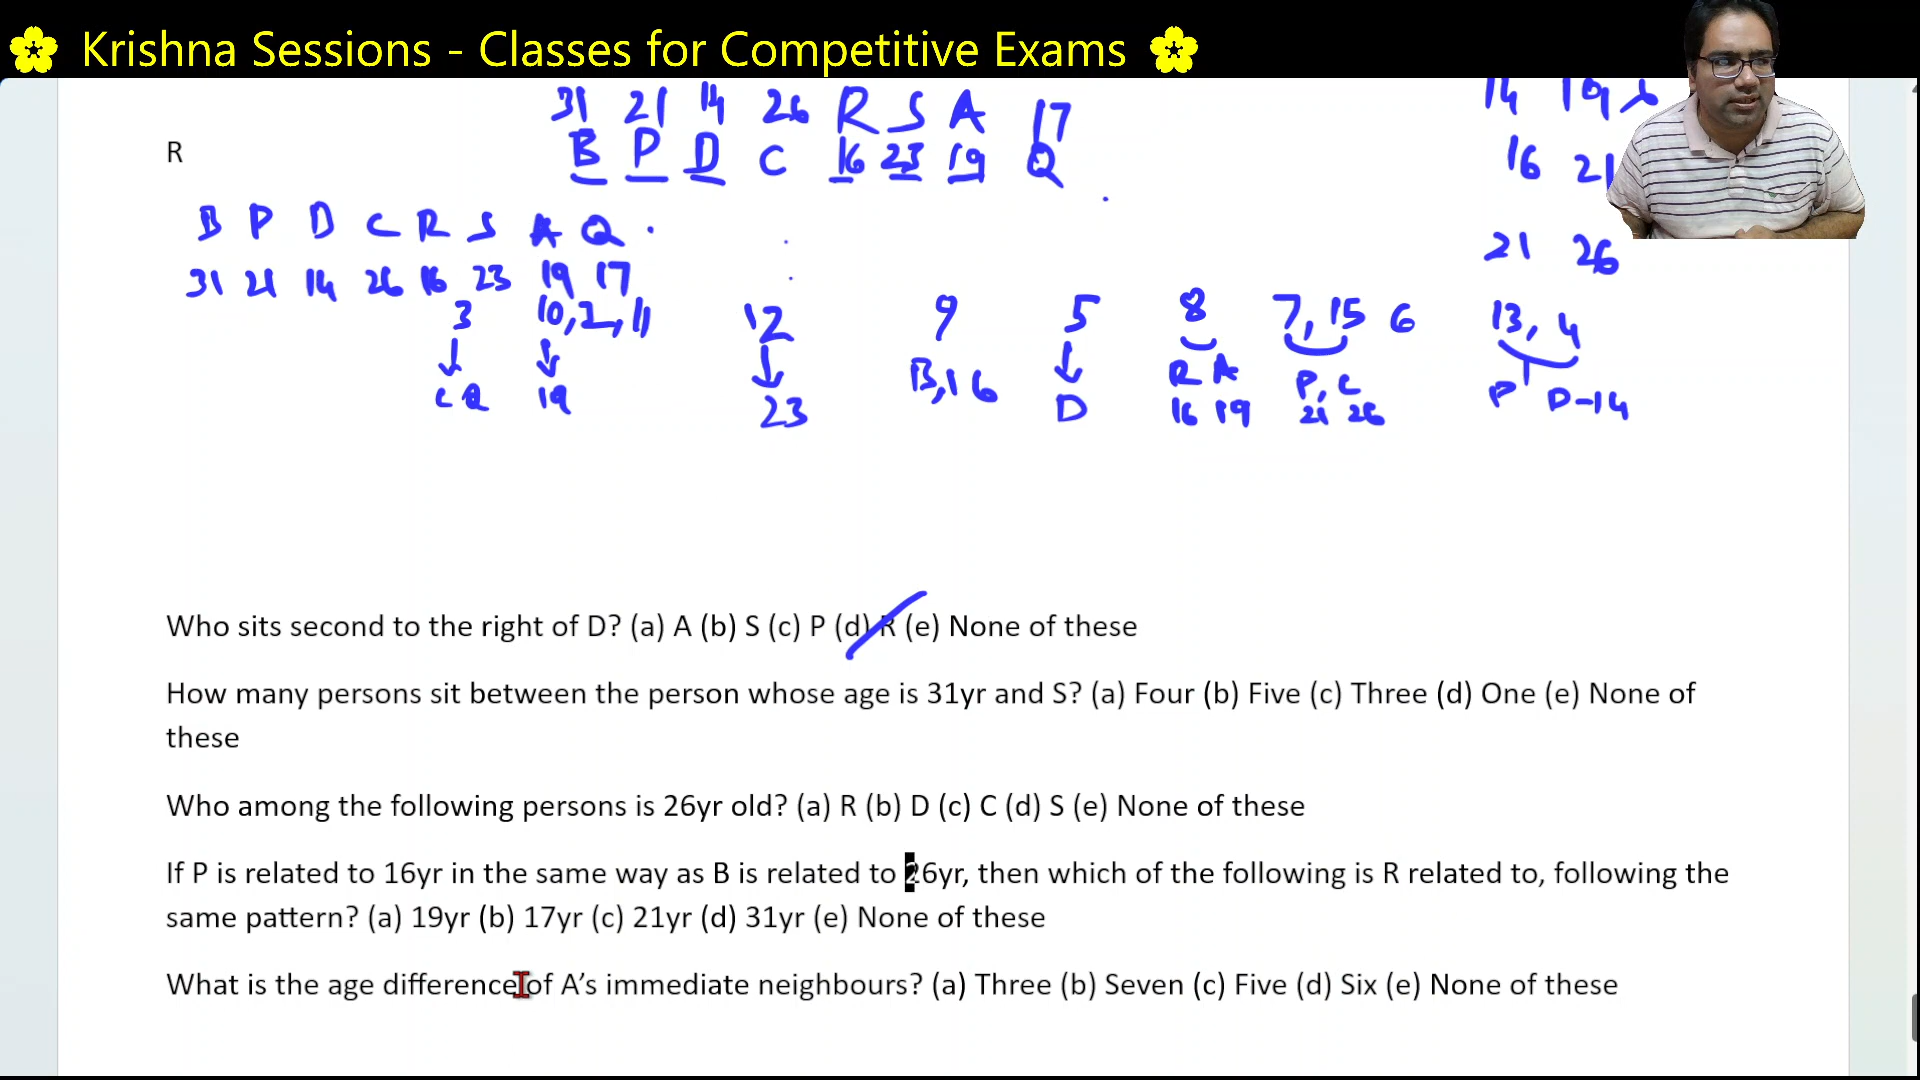 Krishna Sessions - Classes for Competitive Exams
31 21 14 26 R S A 17
B P D C 16 23 19 Q
R
14 19
16 21
B P D C R S A Q
31 21 14 26 16 23 19 17
21 26
3 10, 2, 11 12 9 5 8 7, 15 6 13, 4
C Q 19 23 B, 16 D R A P, C P D-14
16 19 21 26
Who sits second to the right of D? (a) A (b) S (c) P (d) R (e) None of these
How many persons sit between the person whose age is 31yr and S? (a) Four (b) Five (c) Three (d) One (e) None of
these
Who among the following persons is 26yr old? (a) R (b) D (c) C (d) S (e) None of these
If P is related to 16yr in the same way as B is related to 26yr, then which of the following is R related to, following the
same pattern? (a) 19yr (b) 17yr (c) 21yr (d) 31yr (e) None of these
What is the age difference of A’s immediate neighbours? (a) Three (b) Seven (c) Five (d) Six (e) None of these